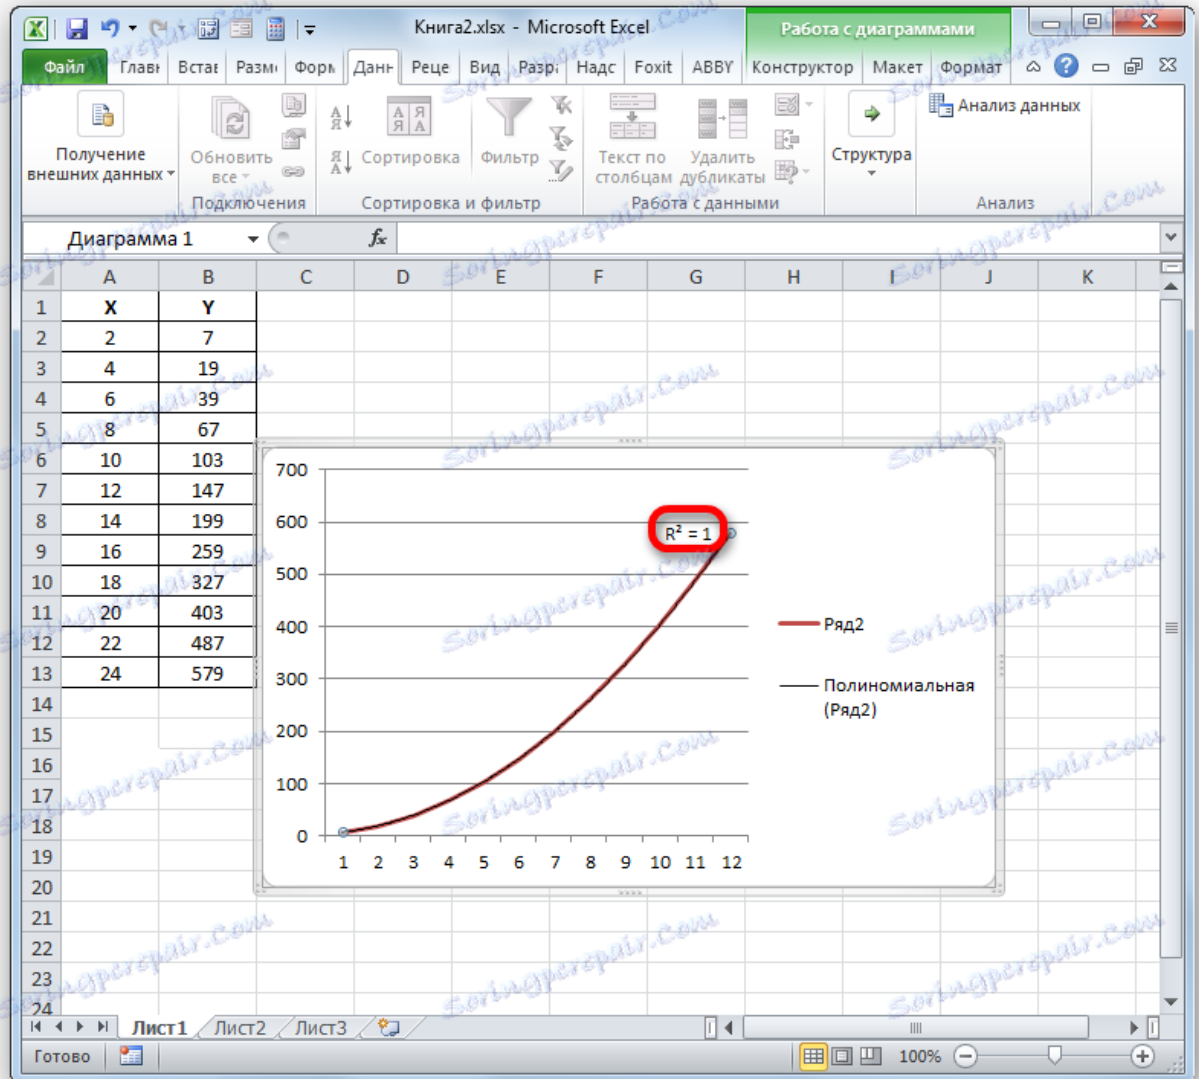 Книга2.xlsx - Microsoft Excel
Работа с диаграммами
Файл Главн Встав Разме Форм Данн Реце Вид Разра Надс Foxit ABBY Конструктор Макет Формат
Получение внешних данных
Обновить все
Подключения
А Я
Я А
А Я
Я А
Сортировка
Фильтр
Сортировка и фильтр
Текст по столбцам
Удалить дубликаты
Работа с данными
Структура
Анализ данных
Анализ
Диаграмма 1
fx
A B C D E F G H I J K
1 X Y
2 2 7
3 4 19
4 6 39
5 8 67
6 10 103
7 12 147
8 14 199
9 16 259
10 18 327
11 20 403
12 22 487
13 24 579
14
15
16
17
18
19
20
21
22
23
24
700
600
500
400
300
200
100
0
1 2 3 4 5 6 7 8 9 10 11 12
R² = 1
Ряд2
Полиномиальная
(Ряд2)
Лист1 Лист2 Лист3
Готово
100%
Soringpcrepair.com